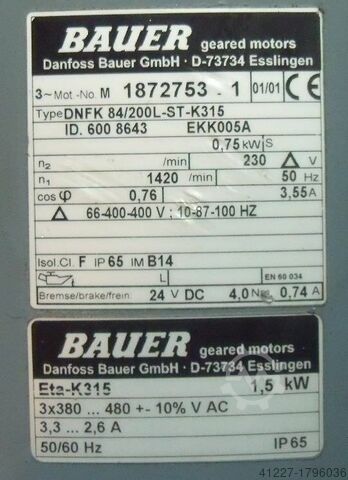 BAUER geared motors
Danfoss Bauer GmbH · D-73734 Esslingen
3~ Mot.-No. M 1872753 - 1 01/01 CE
Type DNFK 84/200L-ST-K315
ID. 600 8643 EKK005A
0,75 kW S
n2 /min 230 △ V
n1 1420 /min 50 Hz
cos φ 0,76 3,55 A
△ 66-400-400 V ; 10-87-100 HZ
Isol.Cl. F IP 65 IM B14
L EN 60 034
Bremse/brake/frein: 24 V DC 4,0 Nm 0,74 A
BAUER geared motors
Danfoss Bauer GmbH · D-73734 Esslingen
Eta-K315 1,5 kW
3x380 ... 480 +- 10% V AC
3,3 ... 2,6 A
50/60 Hz IP 65
41227-1796036